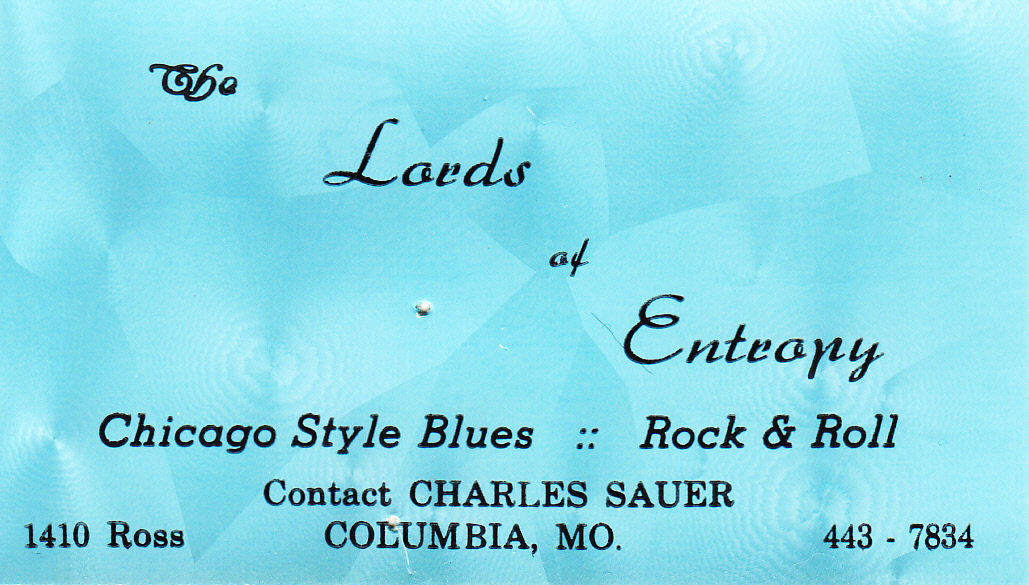 The
Lords
of
Entropy
Chicago Style Blues :: Rock & Roll
Contact CHARLES SAUER
1410 Ross COLUMBIA, MO. 443 - 7834